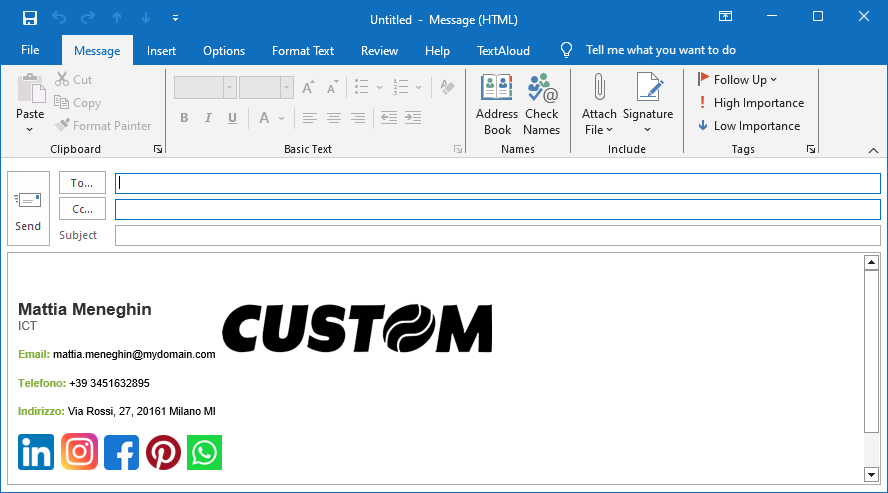 Untitled - Message (HTML)
File Message Insert Options Format Text Review Help TextAloud Tell me what you want to do
Paste
Cut
Copy
Format Painter
Clipboard
B I U A
Basic Text
Address Book
Check Names
Names
Attach File
Signature
Include
Follow Up
High Importance
Low Importance
Tags
Send
To...
Cc...
Subject
Mattia Meneghin
ICT
CUSTOM
Email: mattia.meneghin@mydomain.com
Telefono: +39 3451632895
Indirizzo: Via Rossi, 27, 20161 Milano MI